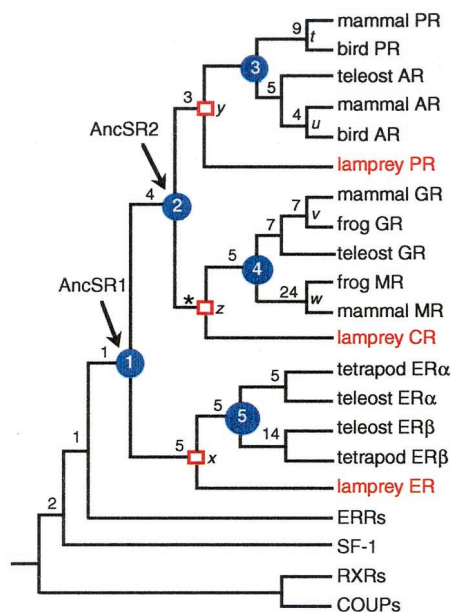 mammal PR
9
t
bird PR
3
teleost AR
3
5
y
mammal AR
4
u
AncSR2
bird AR
lamprey PR
4
2
mammal GR
7
v
7
frog GR
5
teleost GR
4
AncSR1
*
z
frog MR
24
w
mammal MR
lamprey CR
1
1
tetrapod ERα
5
teleost ERα
5
1
5
teleost ERβ
14
5
x
tetrapod ERβ
lamprey ER
2
ERRs
SF-1
RXRs
COUPs